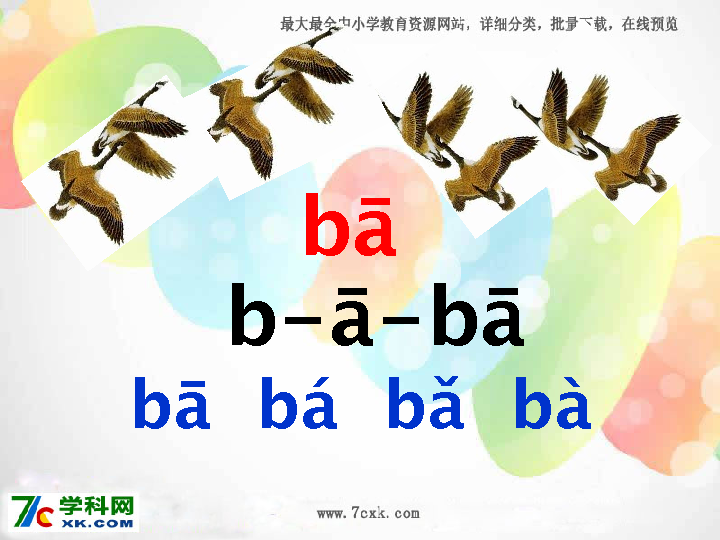 最大最全中小学教育资源网站，详细分类，批量下载，在线预览
bā
b-ā-bā
bā bá bǎ bà
7c学科网
XK.COM
www.7cxk.com